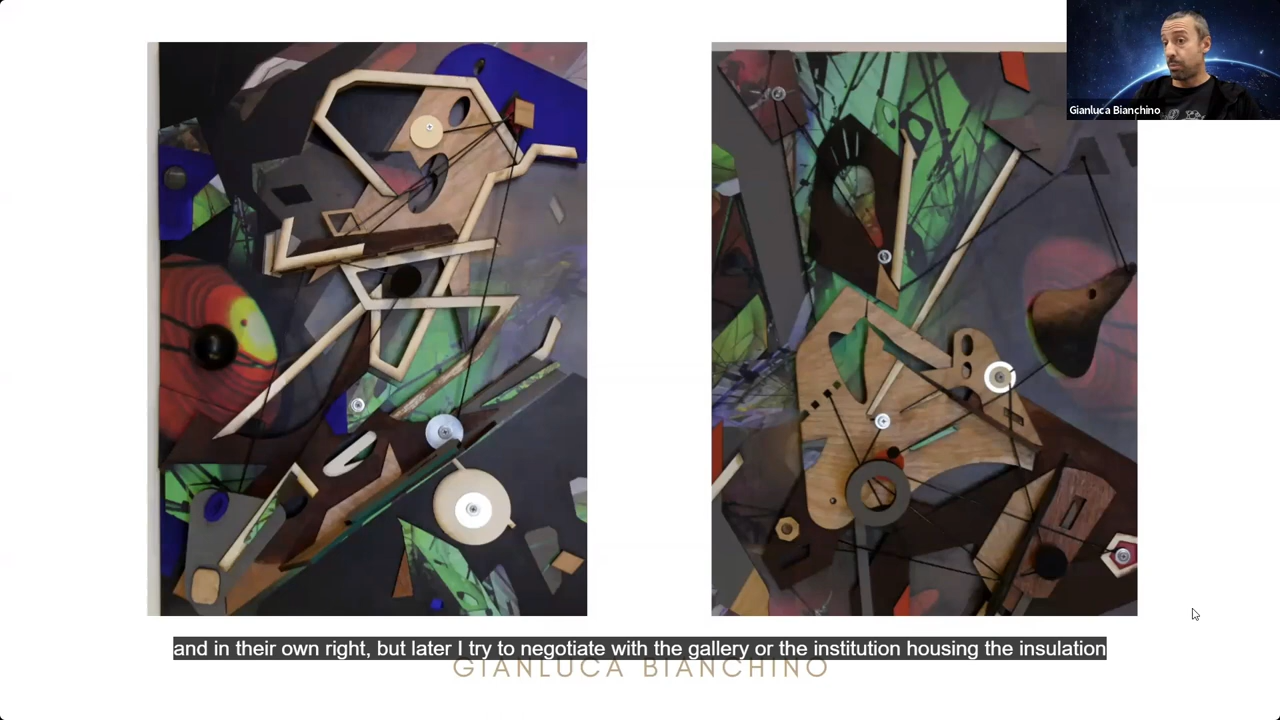 Gianluca Bianchino
and in their own right, but later I try to negotiate with the gallery or the institution housing the insulation
GIANLUCA BIANCHINO